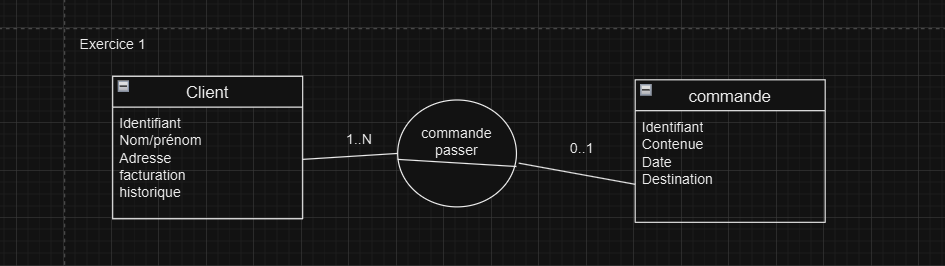 Exercice 1
Client
Identifiant
Nom/prénom
Adresse
facturation
historique
1..N
commande
passer
0..1
commande
Identifiant
Contenue
Date
Destination